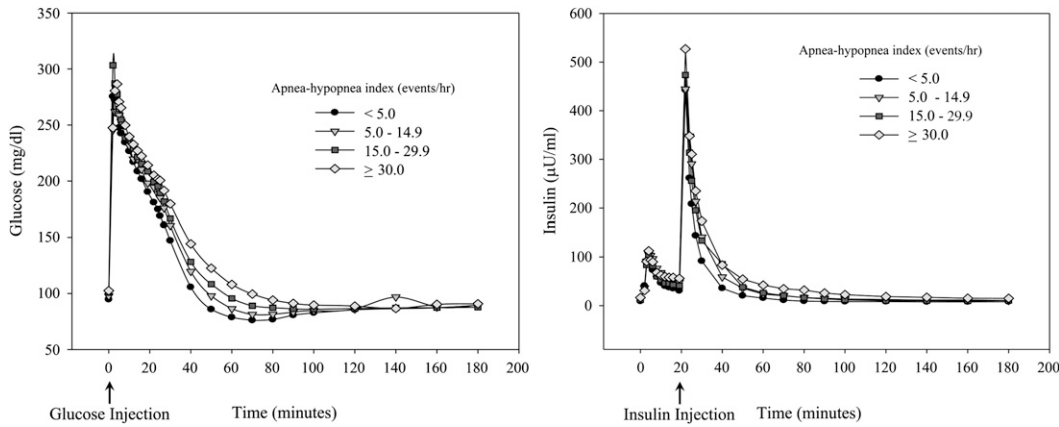 350
300
250
200
150
100
50
Glucose (mg/dl)
Apnea-hypopnea index (events/hr)
< 5.0
5.0 - 14.9
15.0 - 29.9
≥ 30.0
0 20 40 60 80 100 120 140 160 180 200
Glucose Injection
Time (minutes)
600
500
400
300
200
100
0
Insulin (µU/ml)
Apnea-hypopnea index (events/hr)
< 5.0
5.0 - 14.9
15.0 - 29.9
≥ 30.0
0 20 40 60 80 100 120 140 160 180 200
Insulin Injection
Time (minutes)